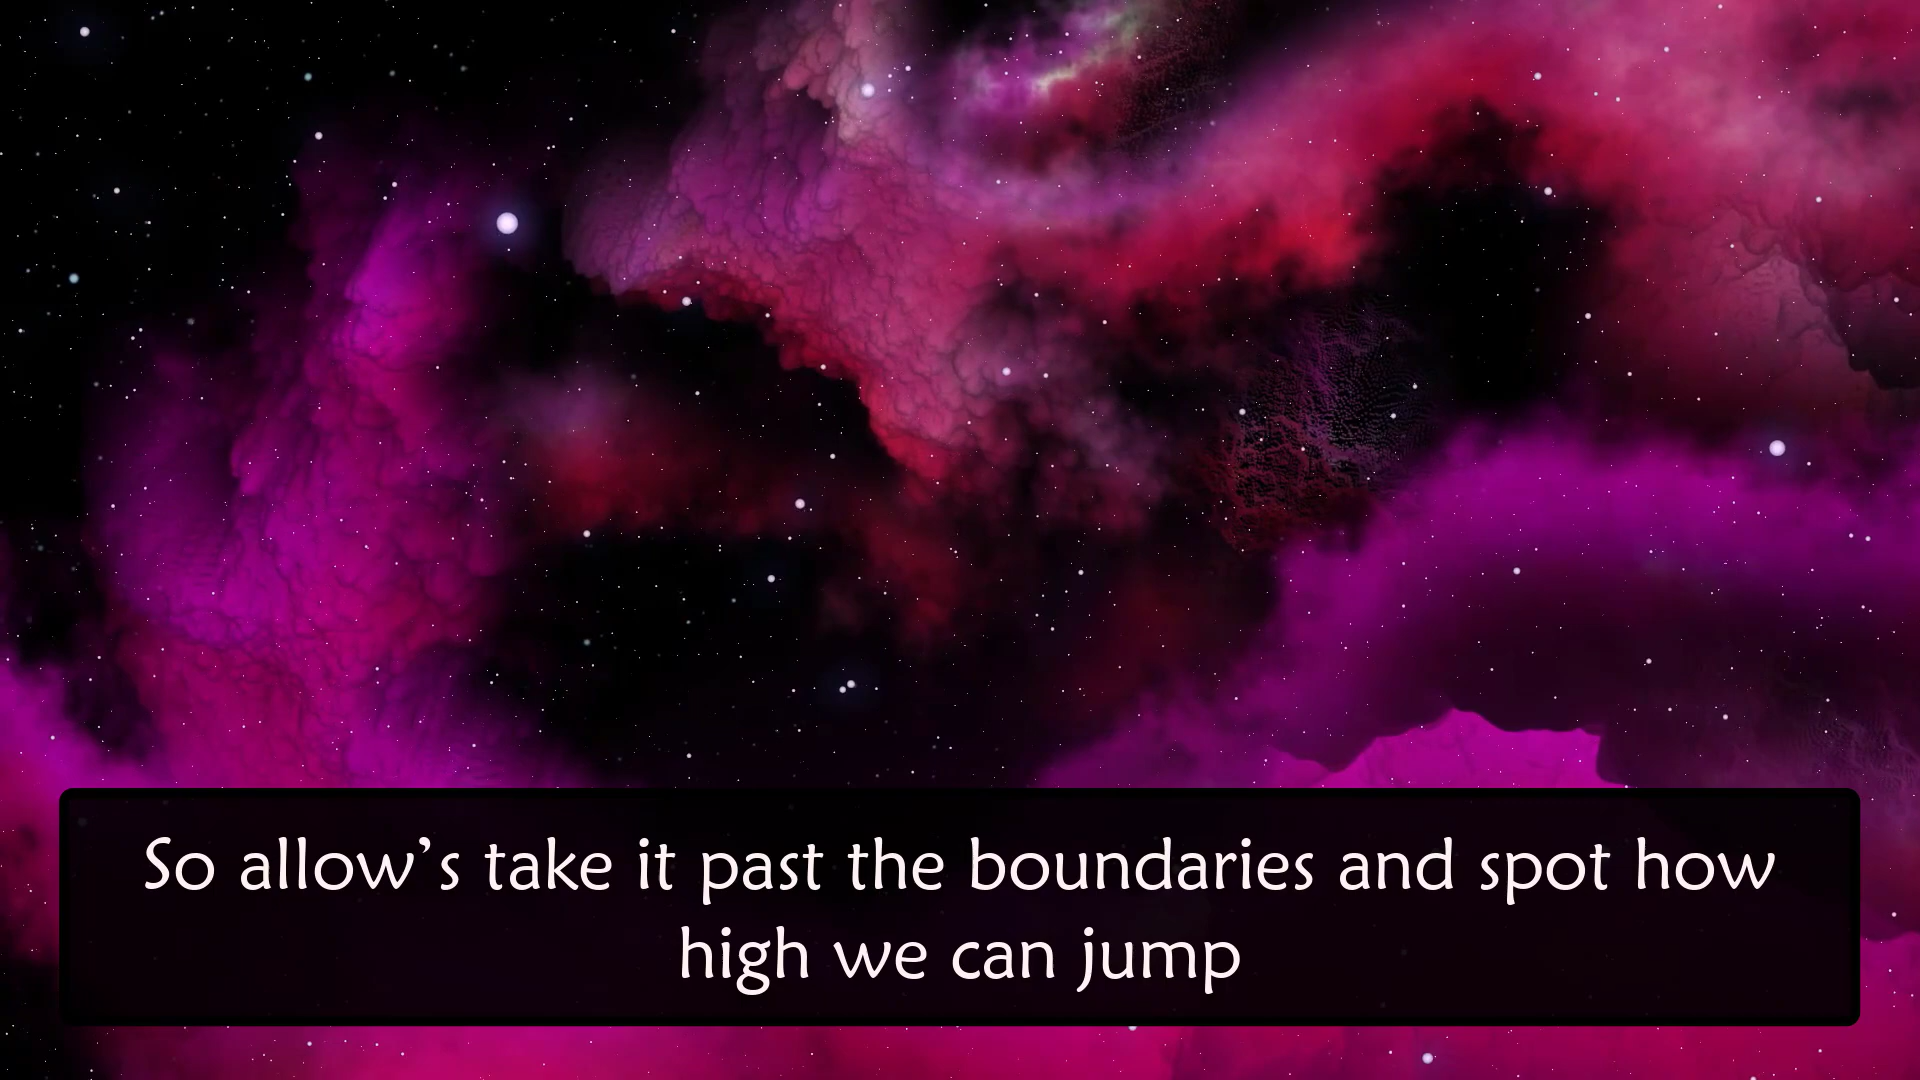 So allow’s take it past the boundaries and spot how
high we can jump